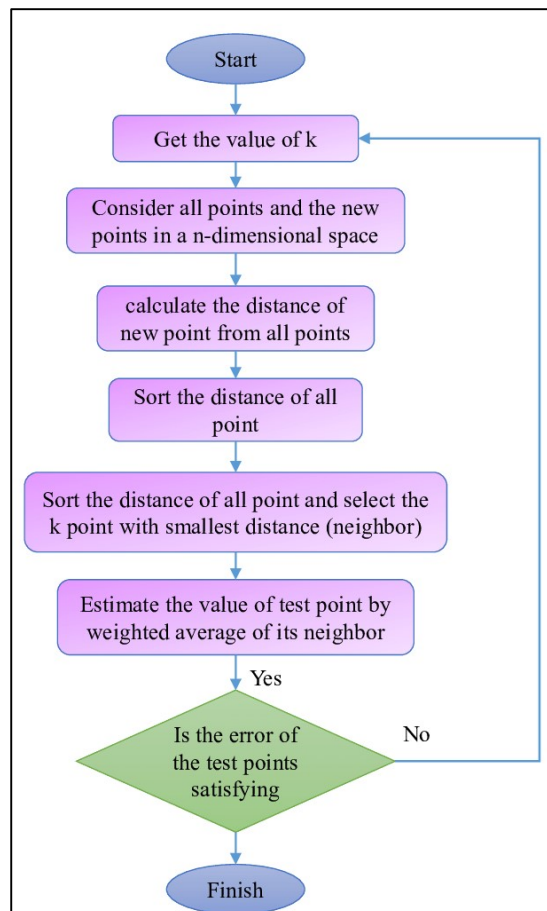 Start
Get the value of k
Consider all points and the new
points in a n-dimensional space
calculate the distance of
new point from all points
Sort the distance of all
point
Sort the distance of all point and select the
k point with smallest distance (neighbor)
Estimate the value of test point by
weighted average of its neighbor
Yes
Is the error of
the test points
satisfying
No
Finish